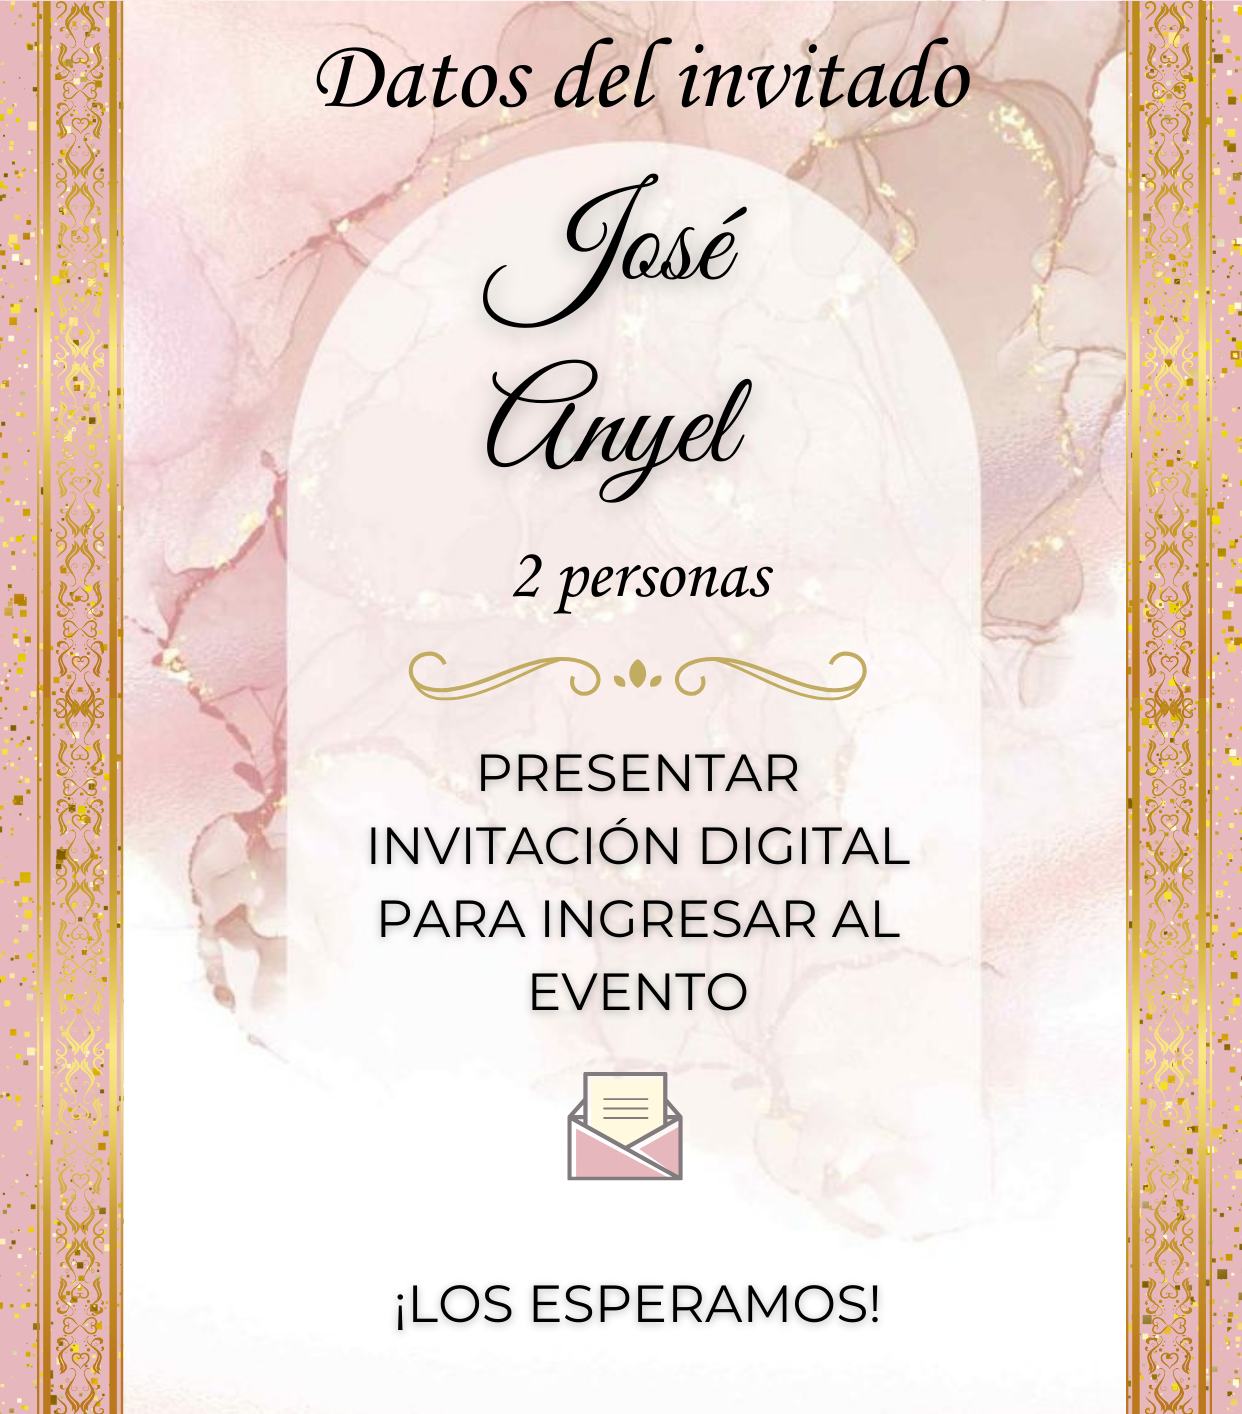 Datos del invitado
José
Anyel
2 personas
PRESENTAR
INVITACIÓN DIGITAL
PARA INGRESAR AL
EVENTO
¡LOS ESPERAMOS!